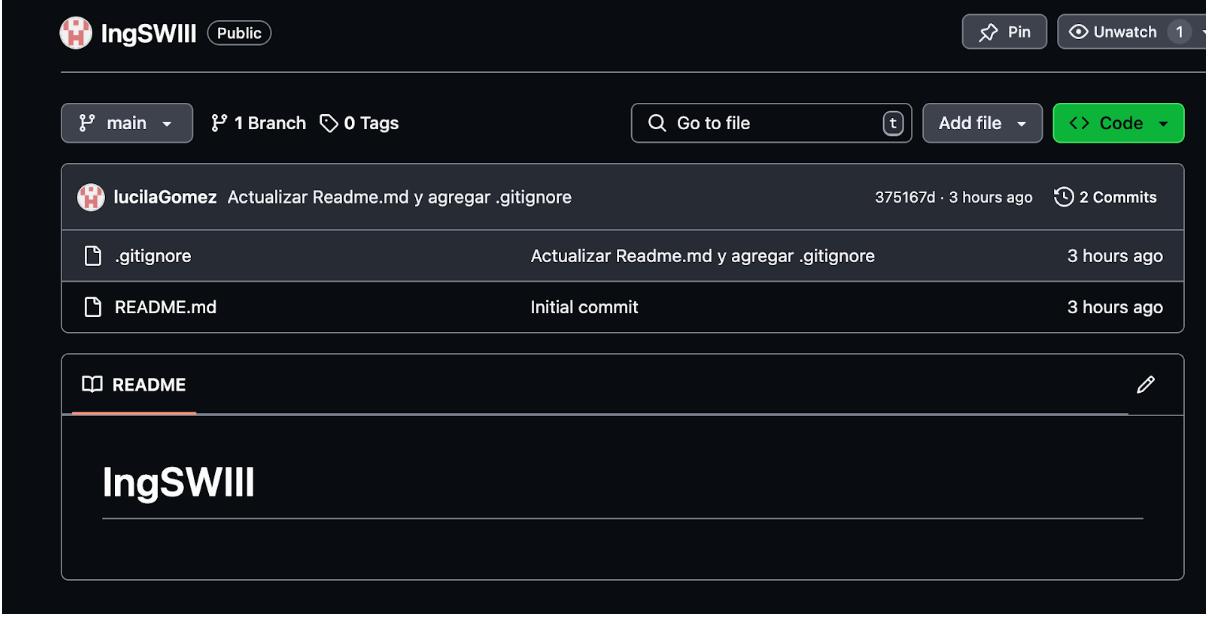 IngSWIII Public Pin Unwatch 1
main 1 Branch 0 Tags Go to file t Add file Code
lucilaGomez Actualizar Readme.md y agregar .gitignore 375167d · 3 hours ago 2 Commits
.gitignore Actualizar Readme.md y agregar .gitignore 3 hours ago
README.md Initial commit 3 hours ago
README
IngSWIII